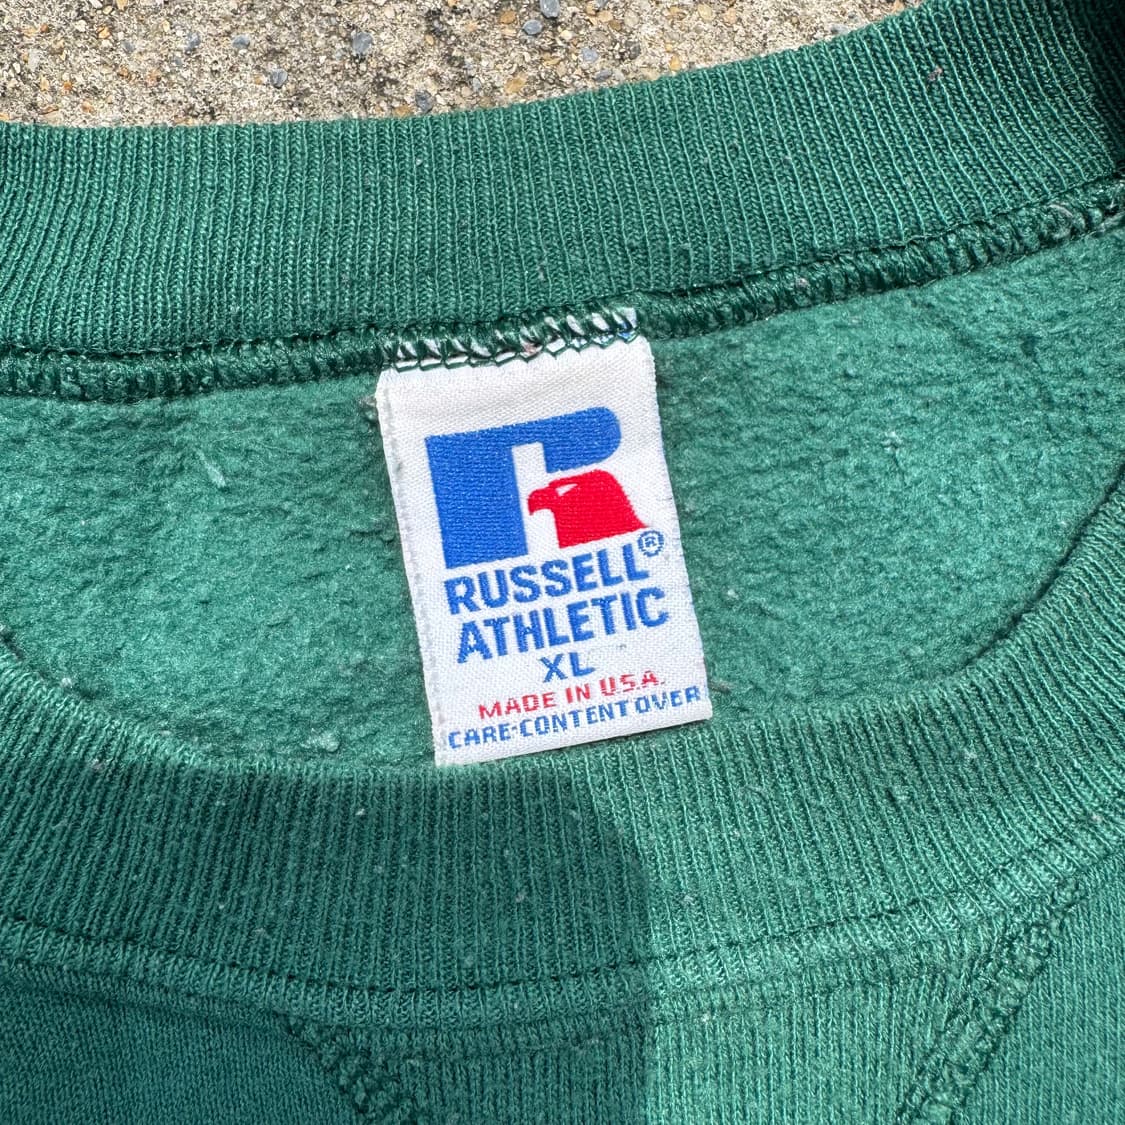 RUSSELL®
ATHLETIC
XL
MADE IN U.S.A.
CARE-CONTENT OVER